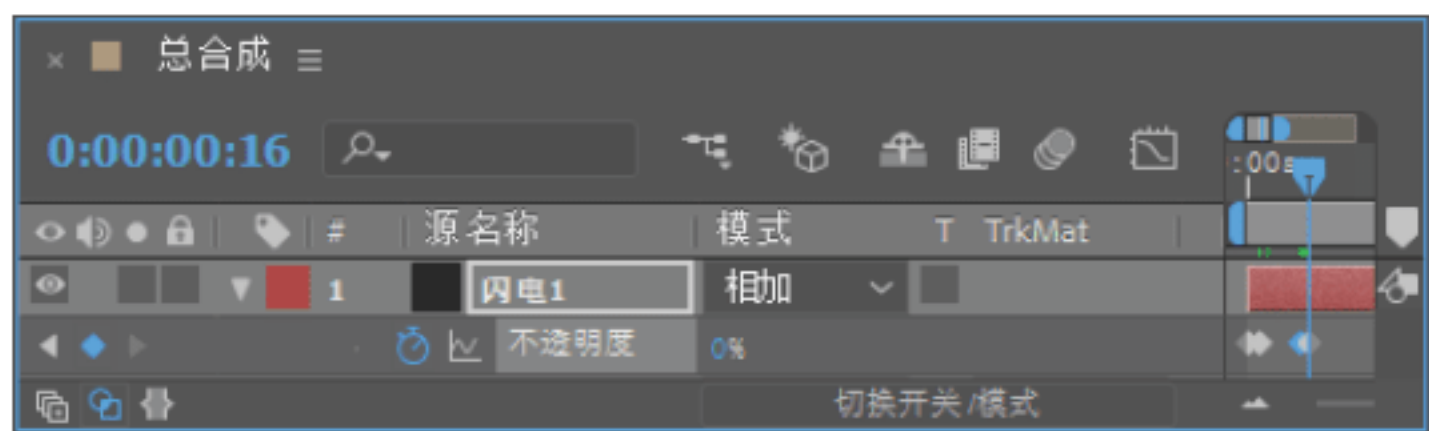 总合成
0:00:00:16
:00s
# 源名称 模式 T TrkMat
1 闪电1 相加
不透明度 0%
切换开关/模式